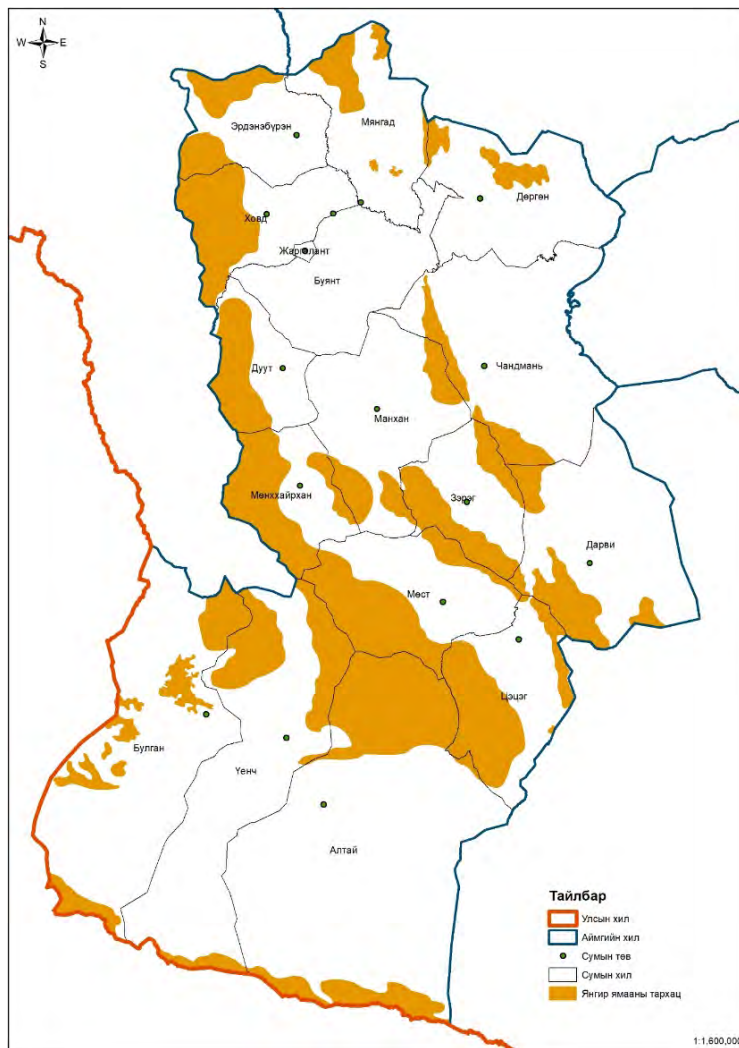 N
W E
S
Эрдэнэбүрэн
Мянгад
Дөргөн
Ховд
Жаргалант
Буянт
Дуут
Чандмань
Манхан
Мөнххайрхан
Зэрэг
Дарви
Мөст
Цэцэг
Булган
Үенч
Алтай
Тайлбар
Улсын хил
Аймгийн хил
Сумын төв
Сумын хил
Янгир ямааны тархац
1:1,600,000